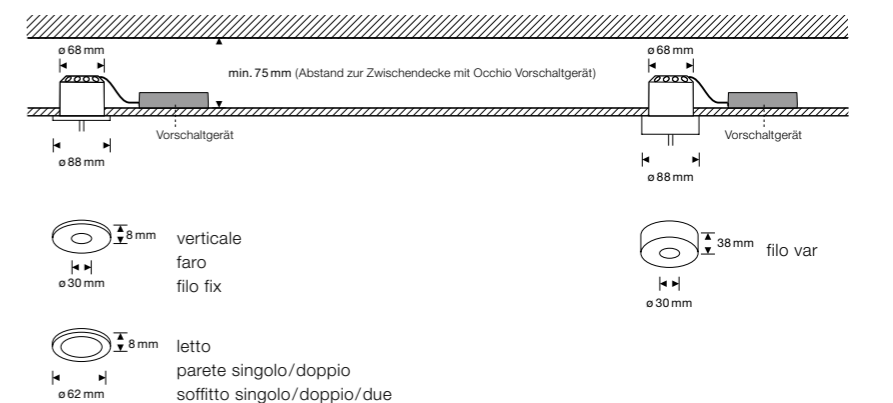 ø 68 mm
ø 68 mm
min. 75 mm (Abstand zur Zwischendecke mit Occhio Vorschaltgerät)
Vorschaltgerät
Vorschaltgerät
ø 88 mm
ø 88 mm
8 mm
verticale
faro
filo fix
ø 30 mm
38 mm
filo var
ø 30 mm
8 mm
letto
parete singolo/doppio
soffitto singolo/doppio/due
ø 62 mm